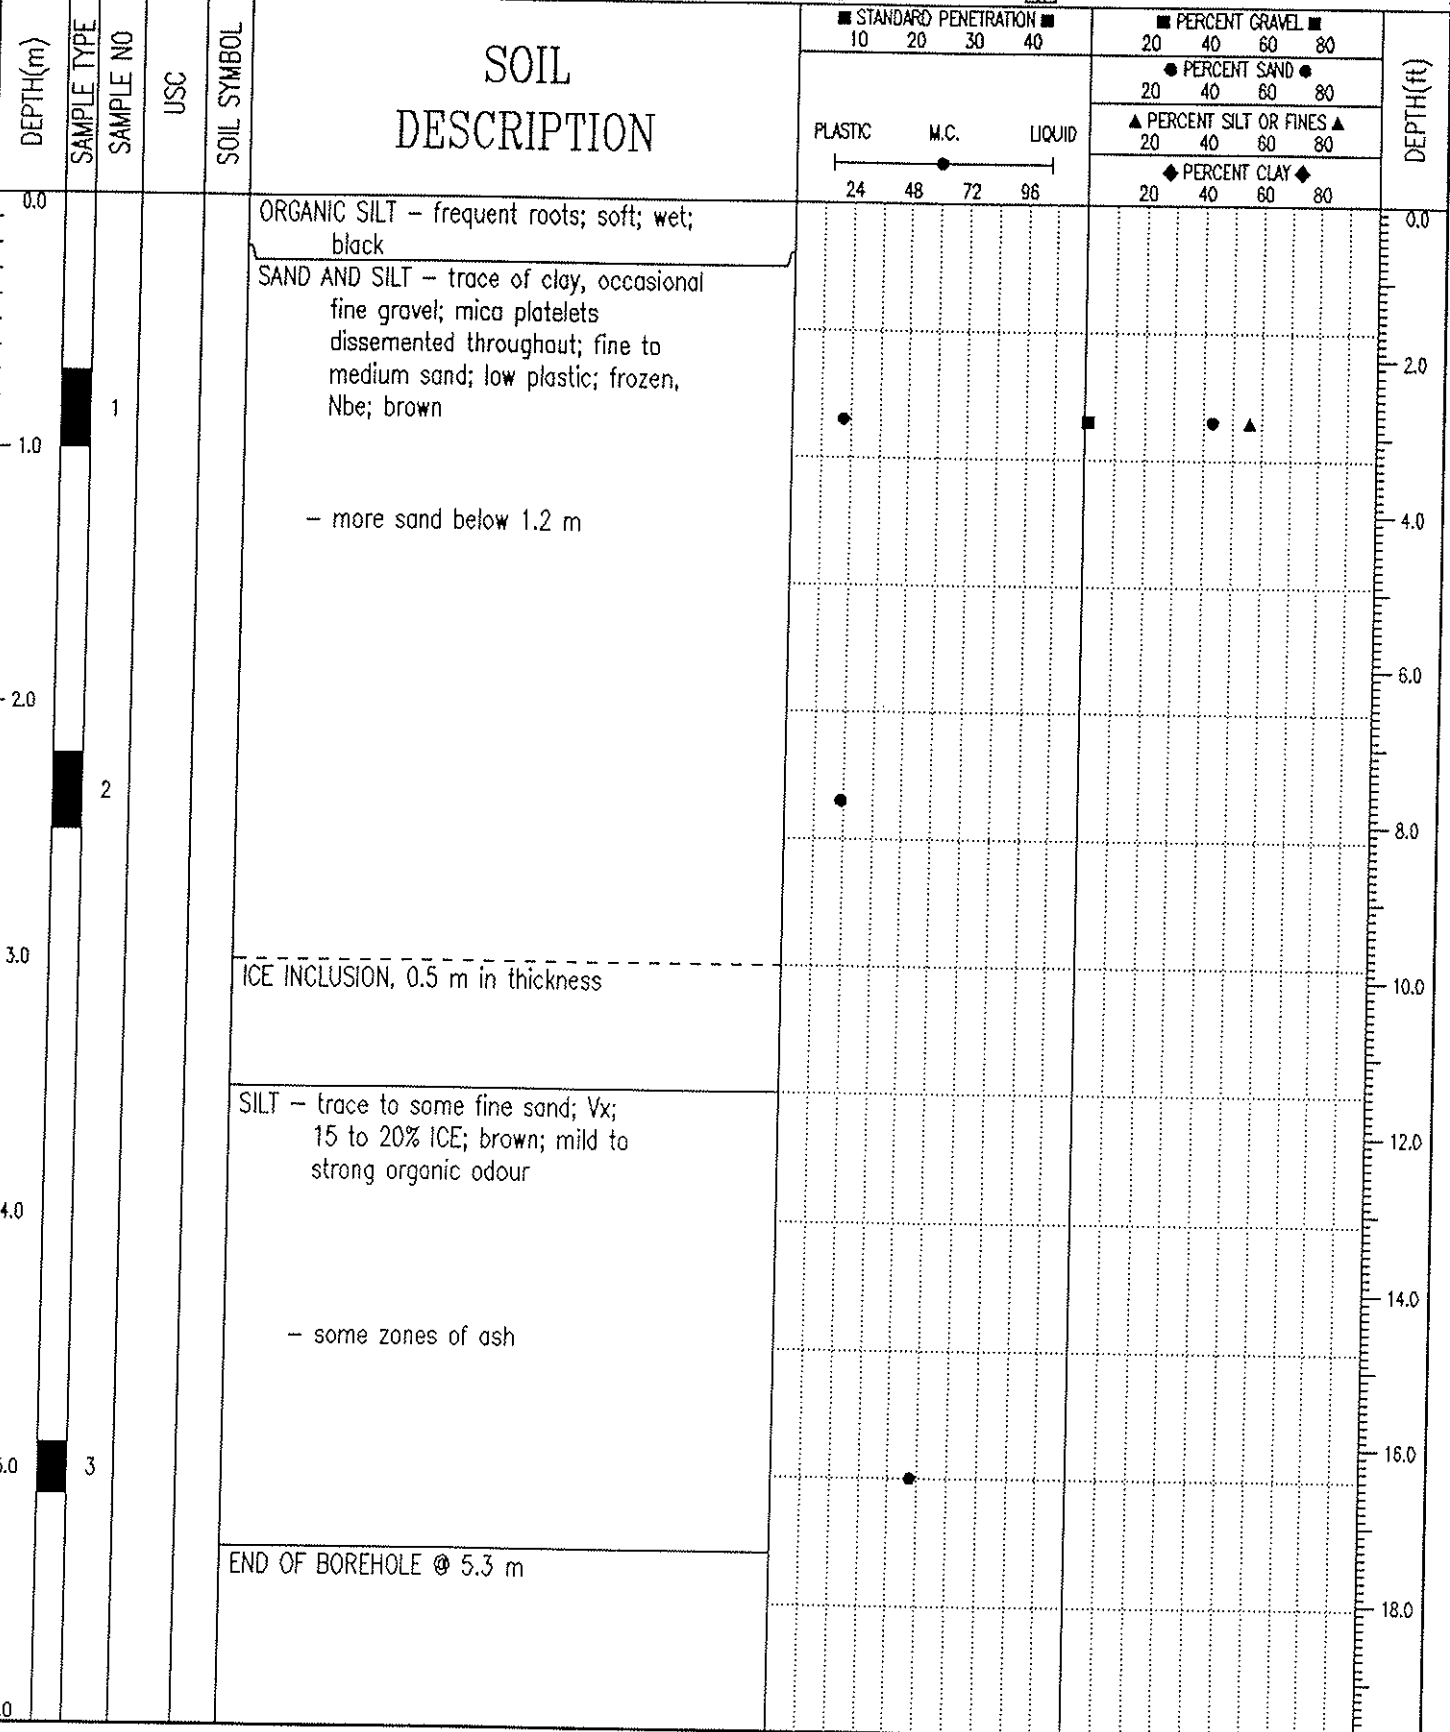 DEPTH(m)
SAMPLE TYPE
SAMPLE NO
USC
SOIL SYMBOL
SOIL
DESCRIPTION
■ STANDARD PENETRATION ■
10 20 30 40
PLASTIC M.C. LIQUID
24 48 72 96
■ PERCENT GRAVEL ■
20 40 60 80
● PERCENT SAND ●
20 40 60 80
▲ PERCENT SILT OR FINES ▲
20 40 60 80
◆ PERCENT CLAY ◆
20 40 60 80
DEPTH(ft)
0.0
ORGANIC SILT – frequent roots; soft; wet;
black
0.0
SAND AND SILT – trace of clay, occasional
fine gravel; mica platelets
dissemented throughout; fine to
medium sand; low plastic; frozen,
Nbe; brown
2.0
1
1.0
– more sand below 1.2 m
4.0
6.0
2.0
2
8.0
3.0
ICE INCLUSION, 0.5 m in thickness
10.0
SILT – trace to some fine sand; Vx;
15 to 20% ICE; brown; mild to
strong organic odour
12.0
4.0
14.0
– some zones of ash
16.0
5.0
3
END OF BOREHOLE @ 5.3 m
18.0